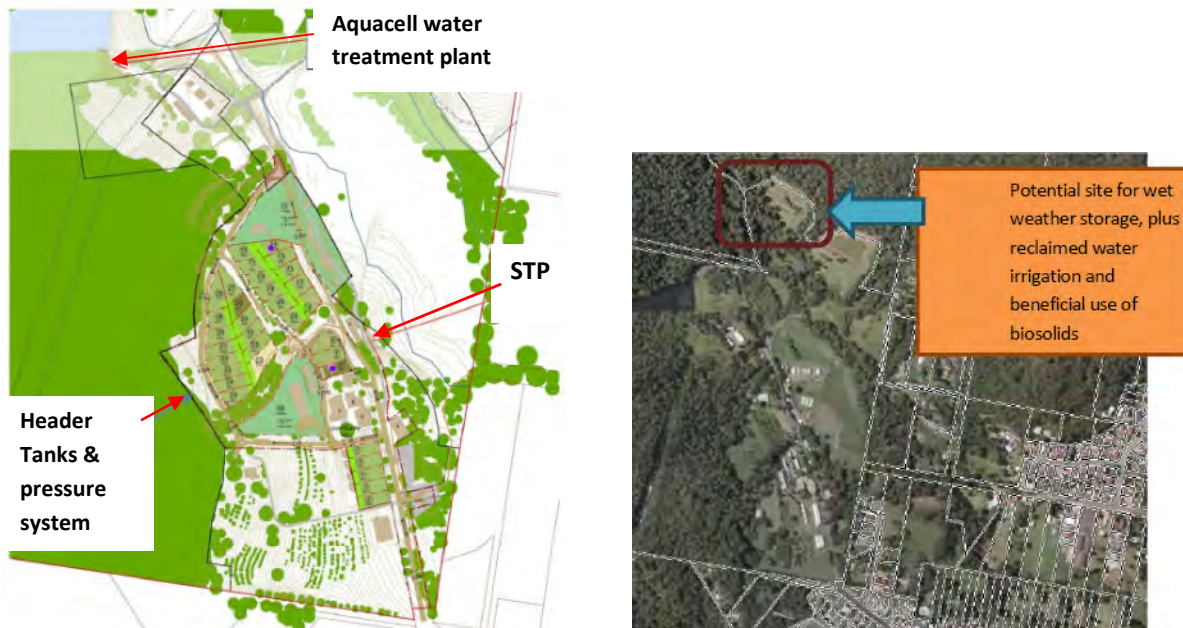 Aquacell water
treatment plant
STP
Header
Tanks &
pressure
system
Potential site for wet
weather storage, plus
reclaimed water
irrigation and
beneficial use of
biosolids